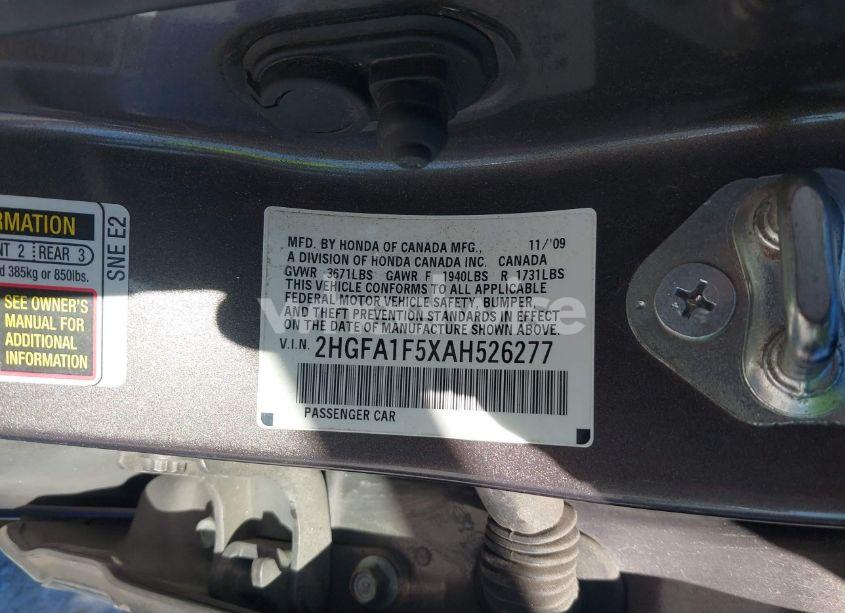 RMATION
NT 2 REAR 3
d 385kg or 850lbs.
SEE OWNER'S
MANUAL FOR
ADDITIONAL
INFORMATION
SNE E2
MFD. BY HONDA OF CANADA MFG., 11/'09
A DIVISION OF HONDA CANADA INC. CANADA
GVWR 3671LBS GAWR F 1940LBS R 1731LBS
THIS VEHICLE CONFORMS TO ALL APPLICABLE
FEDERAL MOTOR VEHICLE SAFETY, BUMPER,
AND THEFT PREVENTION STANDARDS IN EFFECT
ON THE DATE OF MANUFACTURE SHOWN ABOVE.
V.I.N. 2HGFA1F5XAH526277
PASSENGER CAR